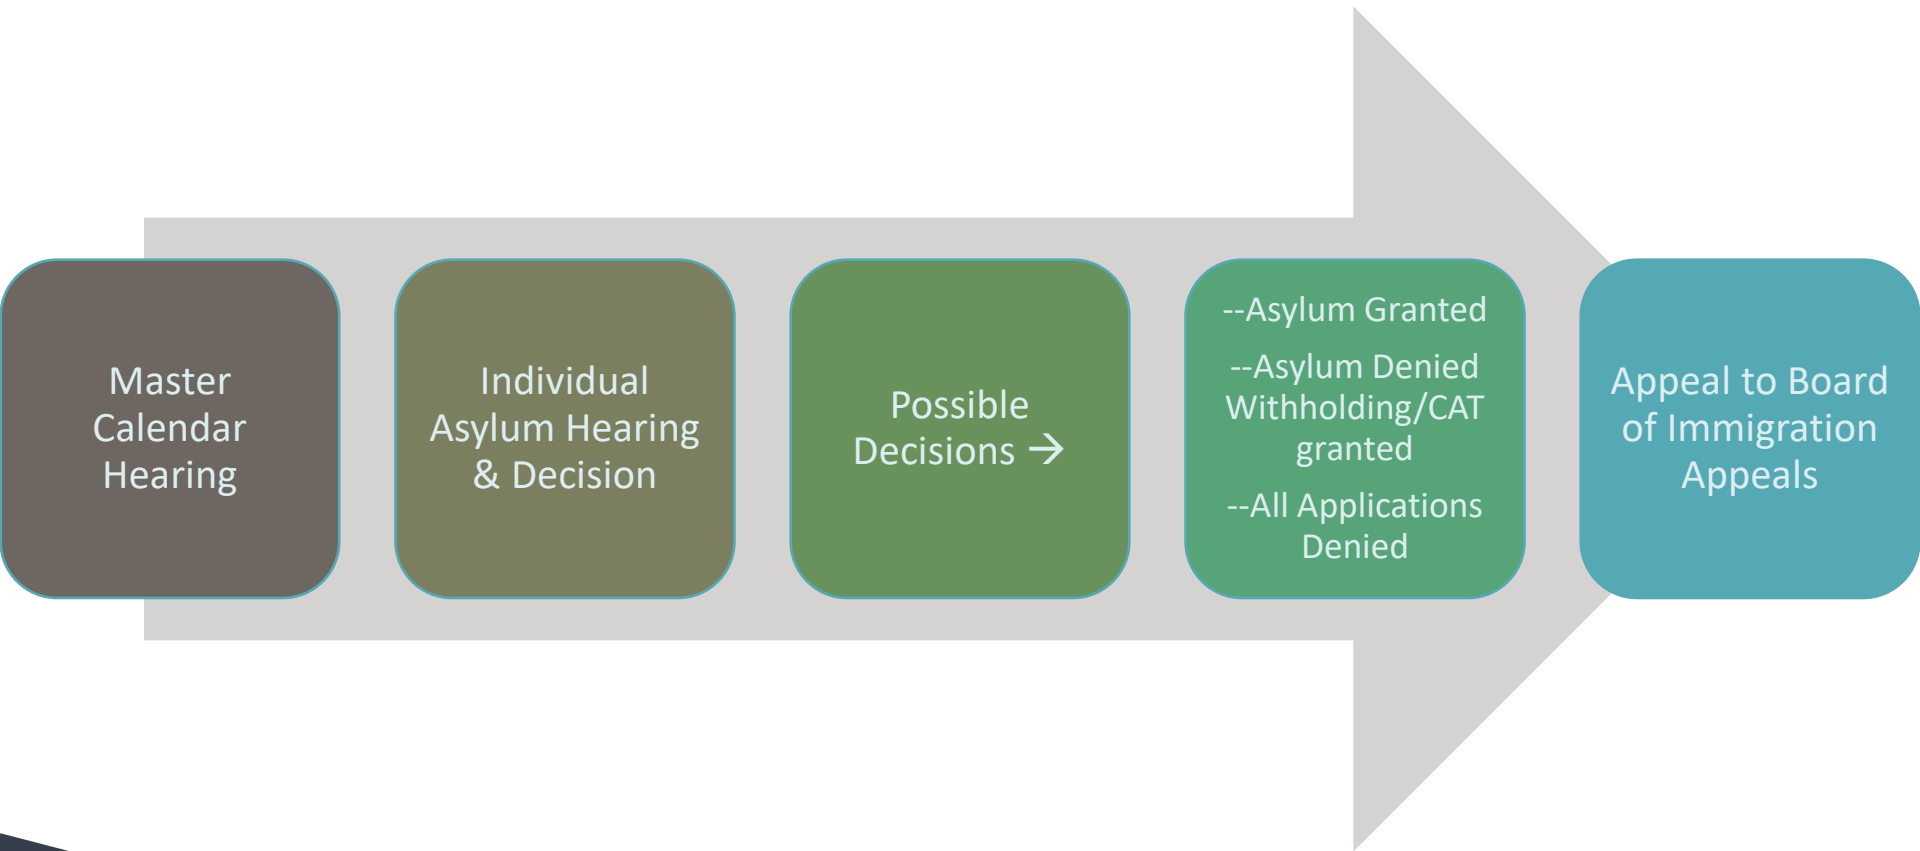 Master
Calendar
Hearing
Individual
Asylum Hearing
& Decision
Possible
Decisions →
--Asylum Granted
--Asylum Denied
Withholding/CAT
granted
--All Applications
Denied
Appeal to Board
of Immigration
Appeals